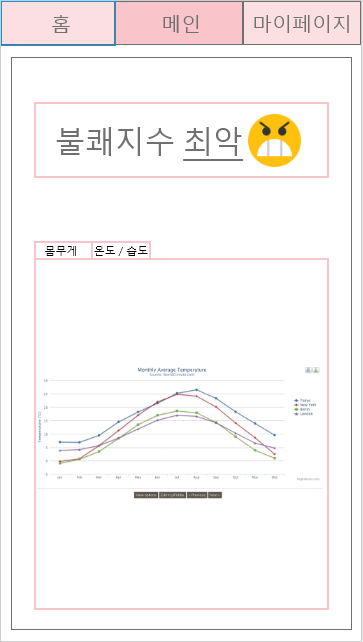 홈 메인 마이페이지
불쾌지수 최악
몸무게 온도 / 습도
Monthly Average Temperature
Source: WorldClimate.com
Temperature (°C)
Tokyo
New York
Berlin
London
Jan Feb Mar Apr May Jun Jul Aug Sep Oct Nov Dec